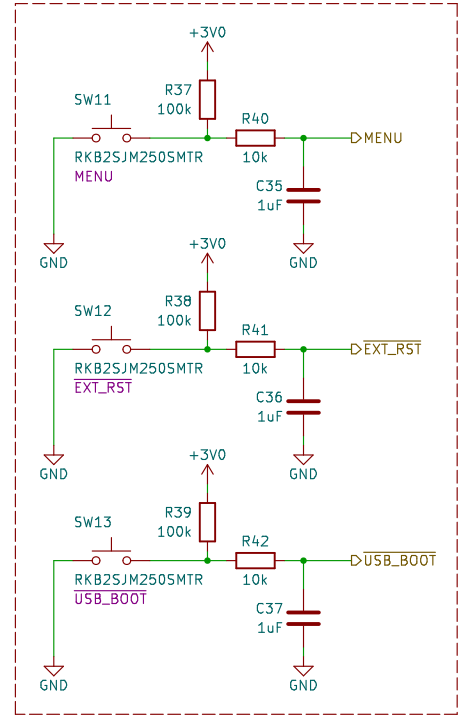 +3V0
SW11
R37
100k
R40
MENU
RKB2SJM250SMTR
10k
MENU
C35
1uF
GND
GND
+3V0
SW12
R38
100k
R41
EXT_RST
RKB2SJM250SMTR
10k
EXT_RST
C36
1uF
GND
GND
+3V0
SW13
R39
100k
R42
USB_BOOT
RKB2SJM250SMTR
10k
USB_BOOT
C37
1uF
GND
GND